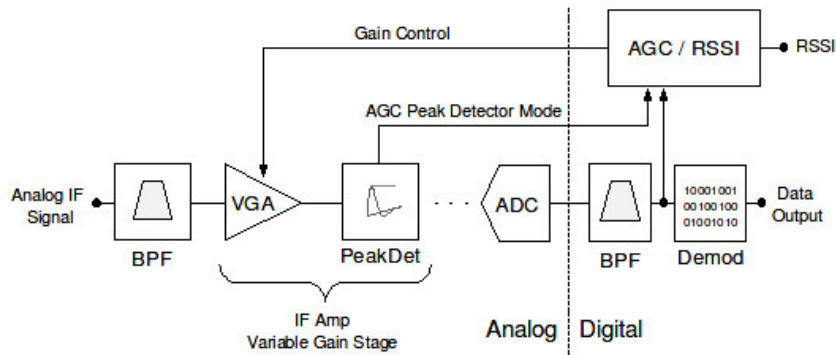 Gain Control
AGC / RSSI
RSSI
AGC Peak Detector Mode
Analog IF
Signal
BPF
VGA
PeakDet
ADC
BPF
10001001
00100100
01001010
Demod
Data
Output
IF Amp
Variable Gain Stage
Analog
Digital